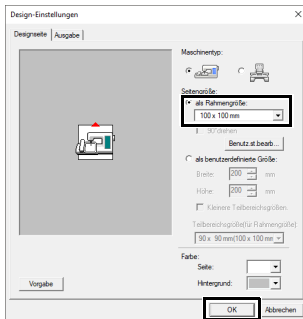 Design-Einstellungen
Designseite
Ausgabe
Maschinentyp:
Seitengröße:
als Rahmengröße:
100 x 100 mm
90° drehen
Benutz.st.bearb...
als benutzerdefinierte Größe:
Breite: 200 mm
Höhe: 200 mm
Kleinere Teilbereichsgrößen.
Teilbereichsgröße(für Rahmengröße):
90 x 90 mm(100 x 100 mm
Farbe:
Seite:
Hintergrund:
Vorgabe
OK
Abbrechen